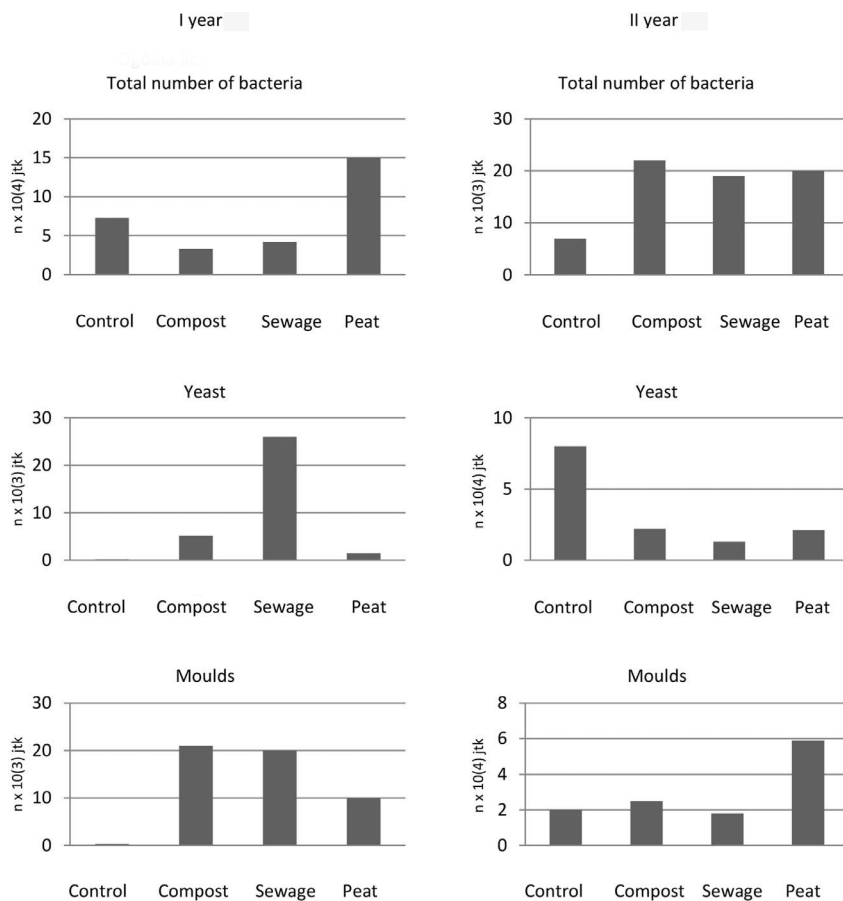 I year
II year
Total number of bacteria
n x 10(4) jtk
20
15
10
5
0
Control Compost Sewage Peat
Total number of bacteria
n x 10(3) jtk
30
20
10
0
Control Compost Sewage Peat
Yeast
n x 10(3) jtk
30
20
10
0
Control Compost Sewage Peat
Yeast
n x 10(4) jtk
10
5
0
Control Compost Sewage Peat
Moulds
n x 10(3) jtk
30
20
10
0
Control Compost Sewage Peat
Moulds
n x 10(4) jtk
8
6
4
2
0
Control Compost Sewage Peat